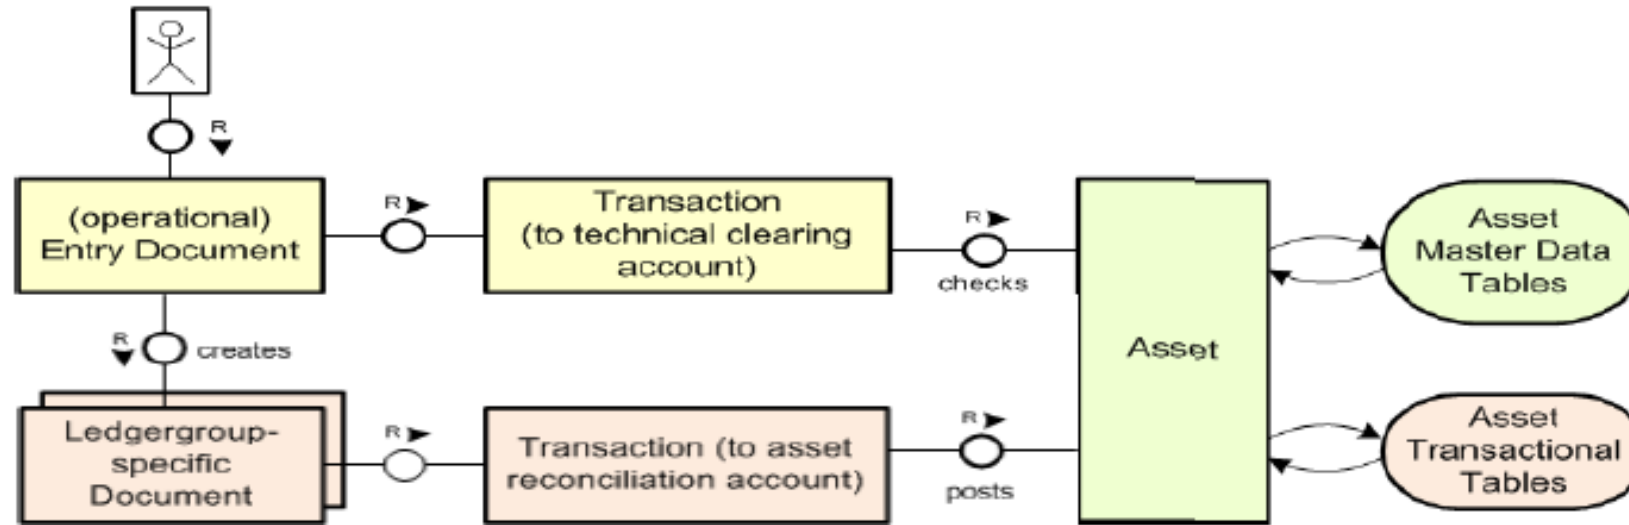 R
(operational)
Entry Document
R
Transaction
(to technical clearing
account)
R
checks
Asset
Asset
Master Data
Tables
R
creates
Ledgergroup-
specific
Document
R
Transaction (to asset
reconciliation account)
R
posts
Asset
Transactional
Tables